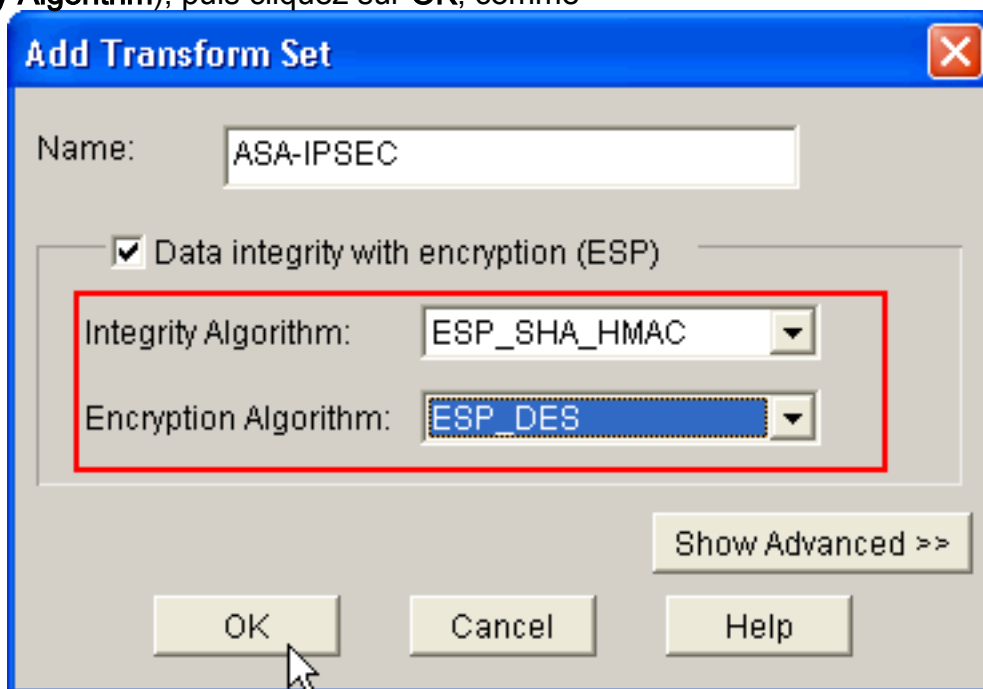 Algorithm), puis cliquez sur OK, comme
Add Transform Set
Name: ASA-IPSEC
Data integrity with encryption (ESP)
Integrity Algorithm: ESP_SHA_HMAC
Encryption Algorithm: ESP_DES
Show Advanced >>
OK Cancel Help